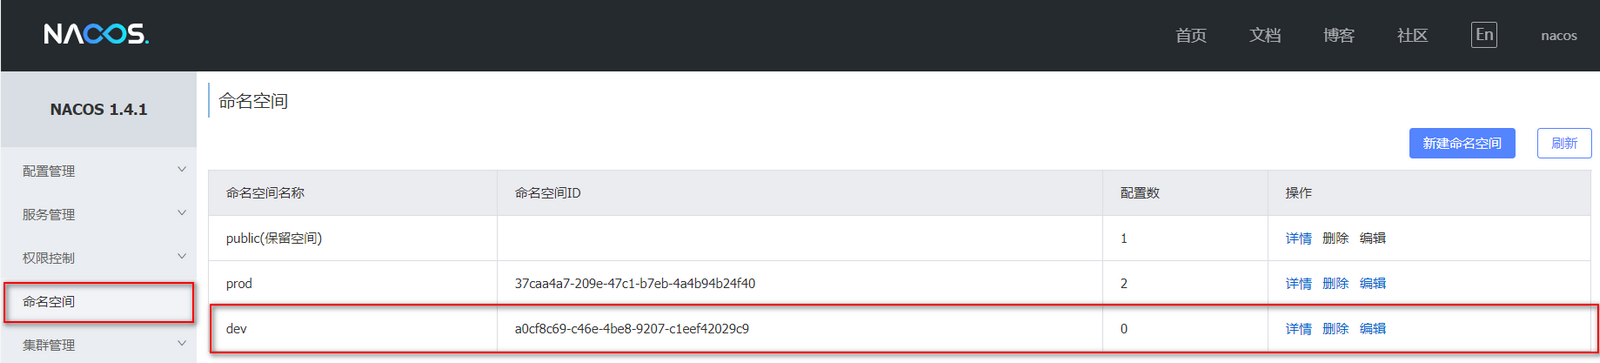 NACOS.
首页 文档 博客 社区 En nacos
NACOS 1.4.1
配置管理
服务管理
权限控制
命名空间
集群管理
命名空间
新建命名空间 刷新
命名空间名称 命名空间ID 配置数 操作
public(保留空间) 1 详情 删除 编辑
prod 37caa4a7-209e-47c1-b7eb-4a4b94b24f40 2 详情 删除 编辑
dev a0cf8c69-c46e-4be8-9207-c1eef42029c9 0 详情 删除 编辑